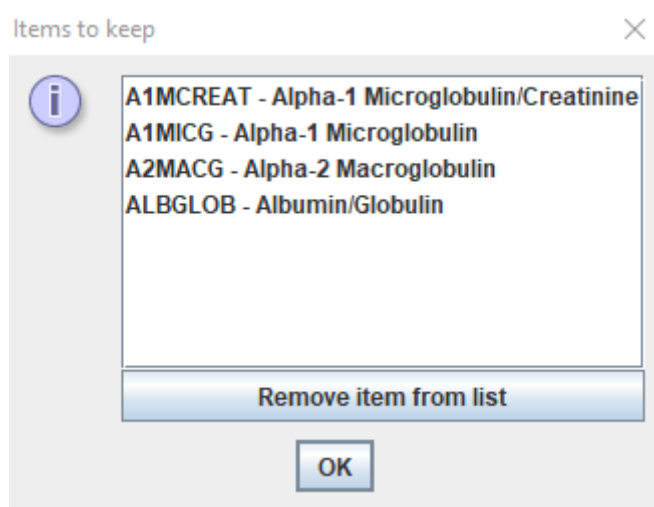 Items to keep
A1MCREAT - Alpha-1 Microglobulin/Creatinine
A1MICG - Alpha-1 Microglobulin
A2MACG - Alpha-2 Macroglobulin
ALBGLOB - Albumin/Globulin
Remove item from list
OK